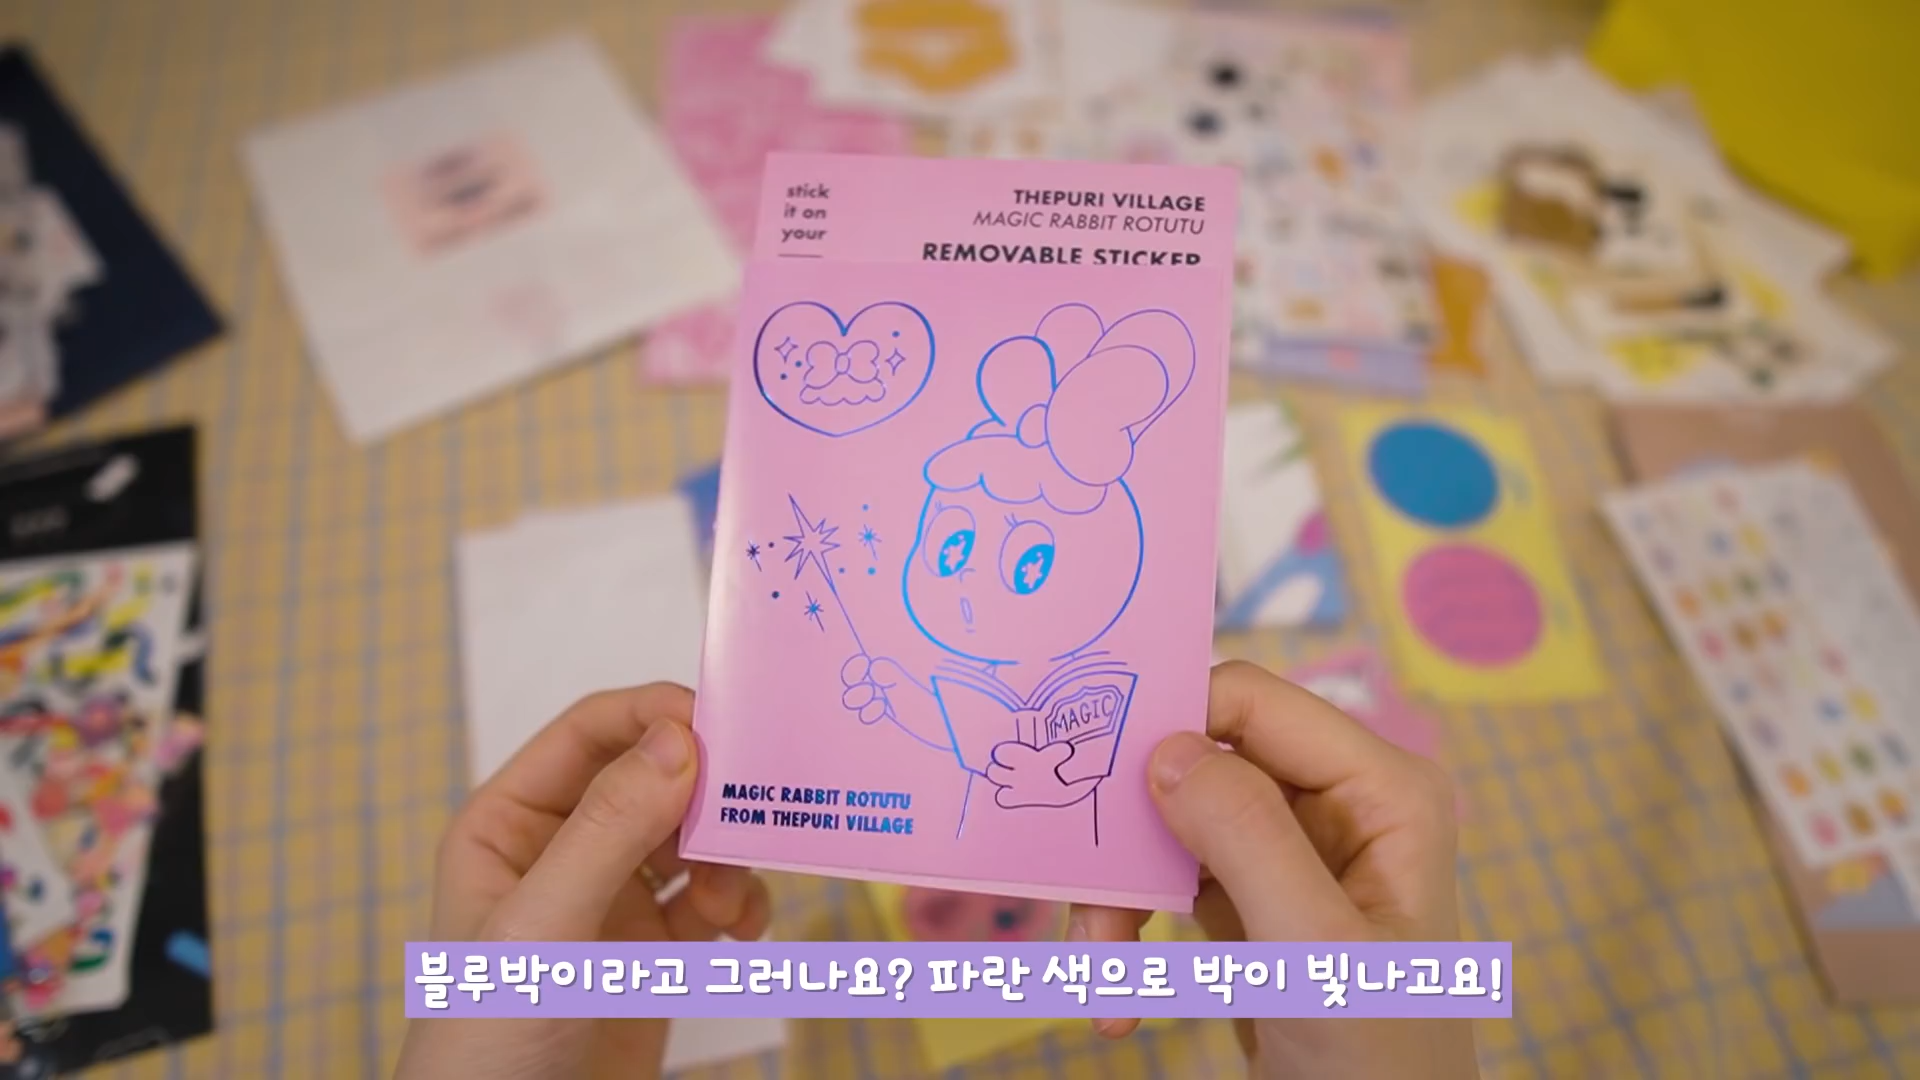 stick
it on
your
THEPURI VILLAGE
MAGIC RABBIT ROTUTU
REMOVABLE STICKER
MAGIC
MAGIC RABBIT ROTUTU
FROM THEPURI VILLAGE
블루박이라고 그러나요? 파란 색으로 박이 빛나고요!